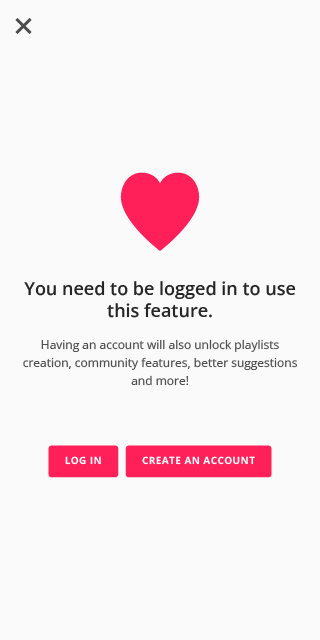 You need to be logged in to use
this feature.
Having an account will also unlock playlists
creation, community features, better suggestions
and more!
LOG IN
CREATE AN ACCOUNT